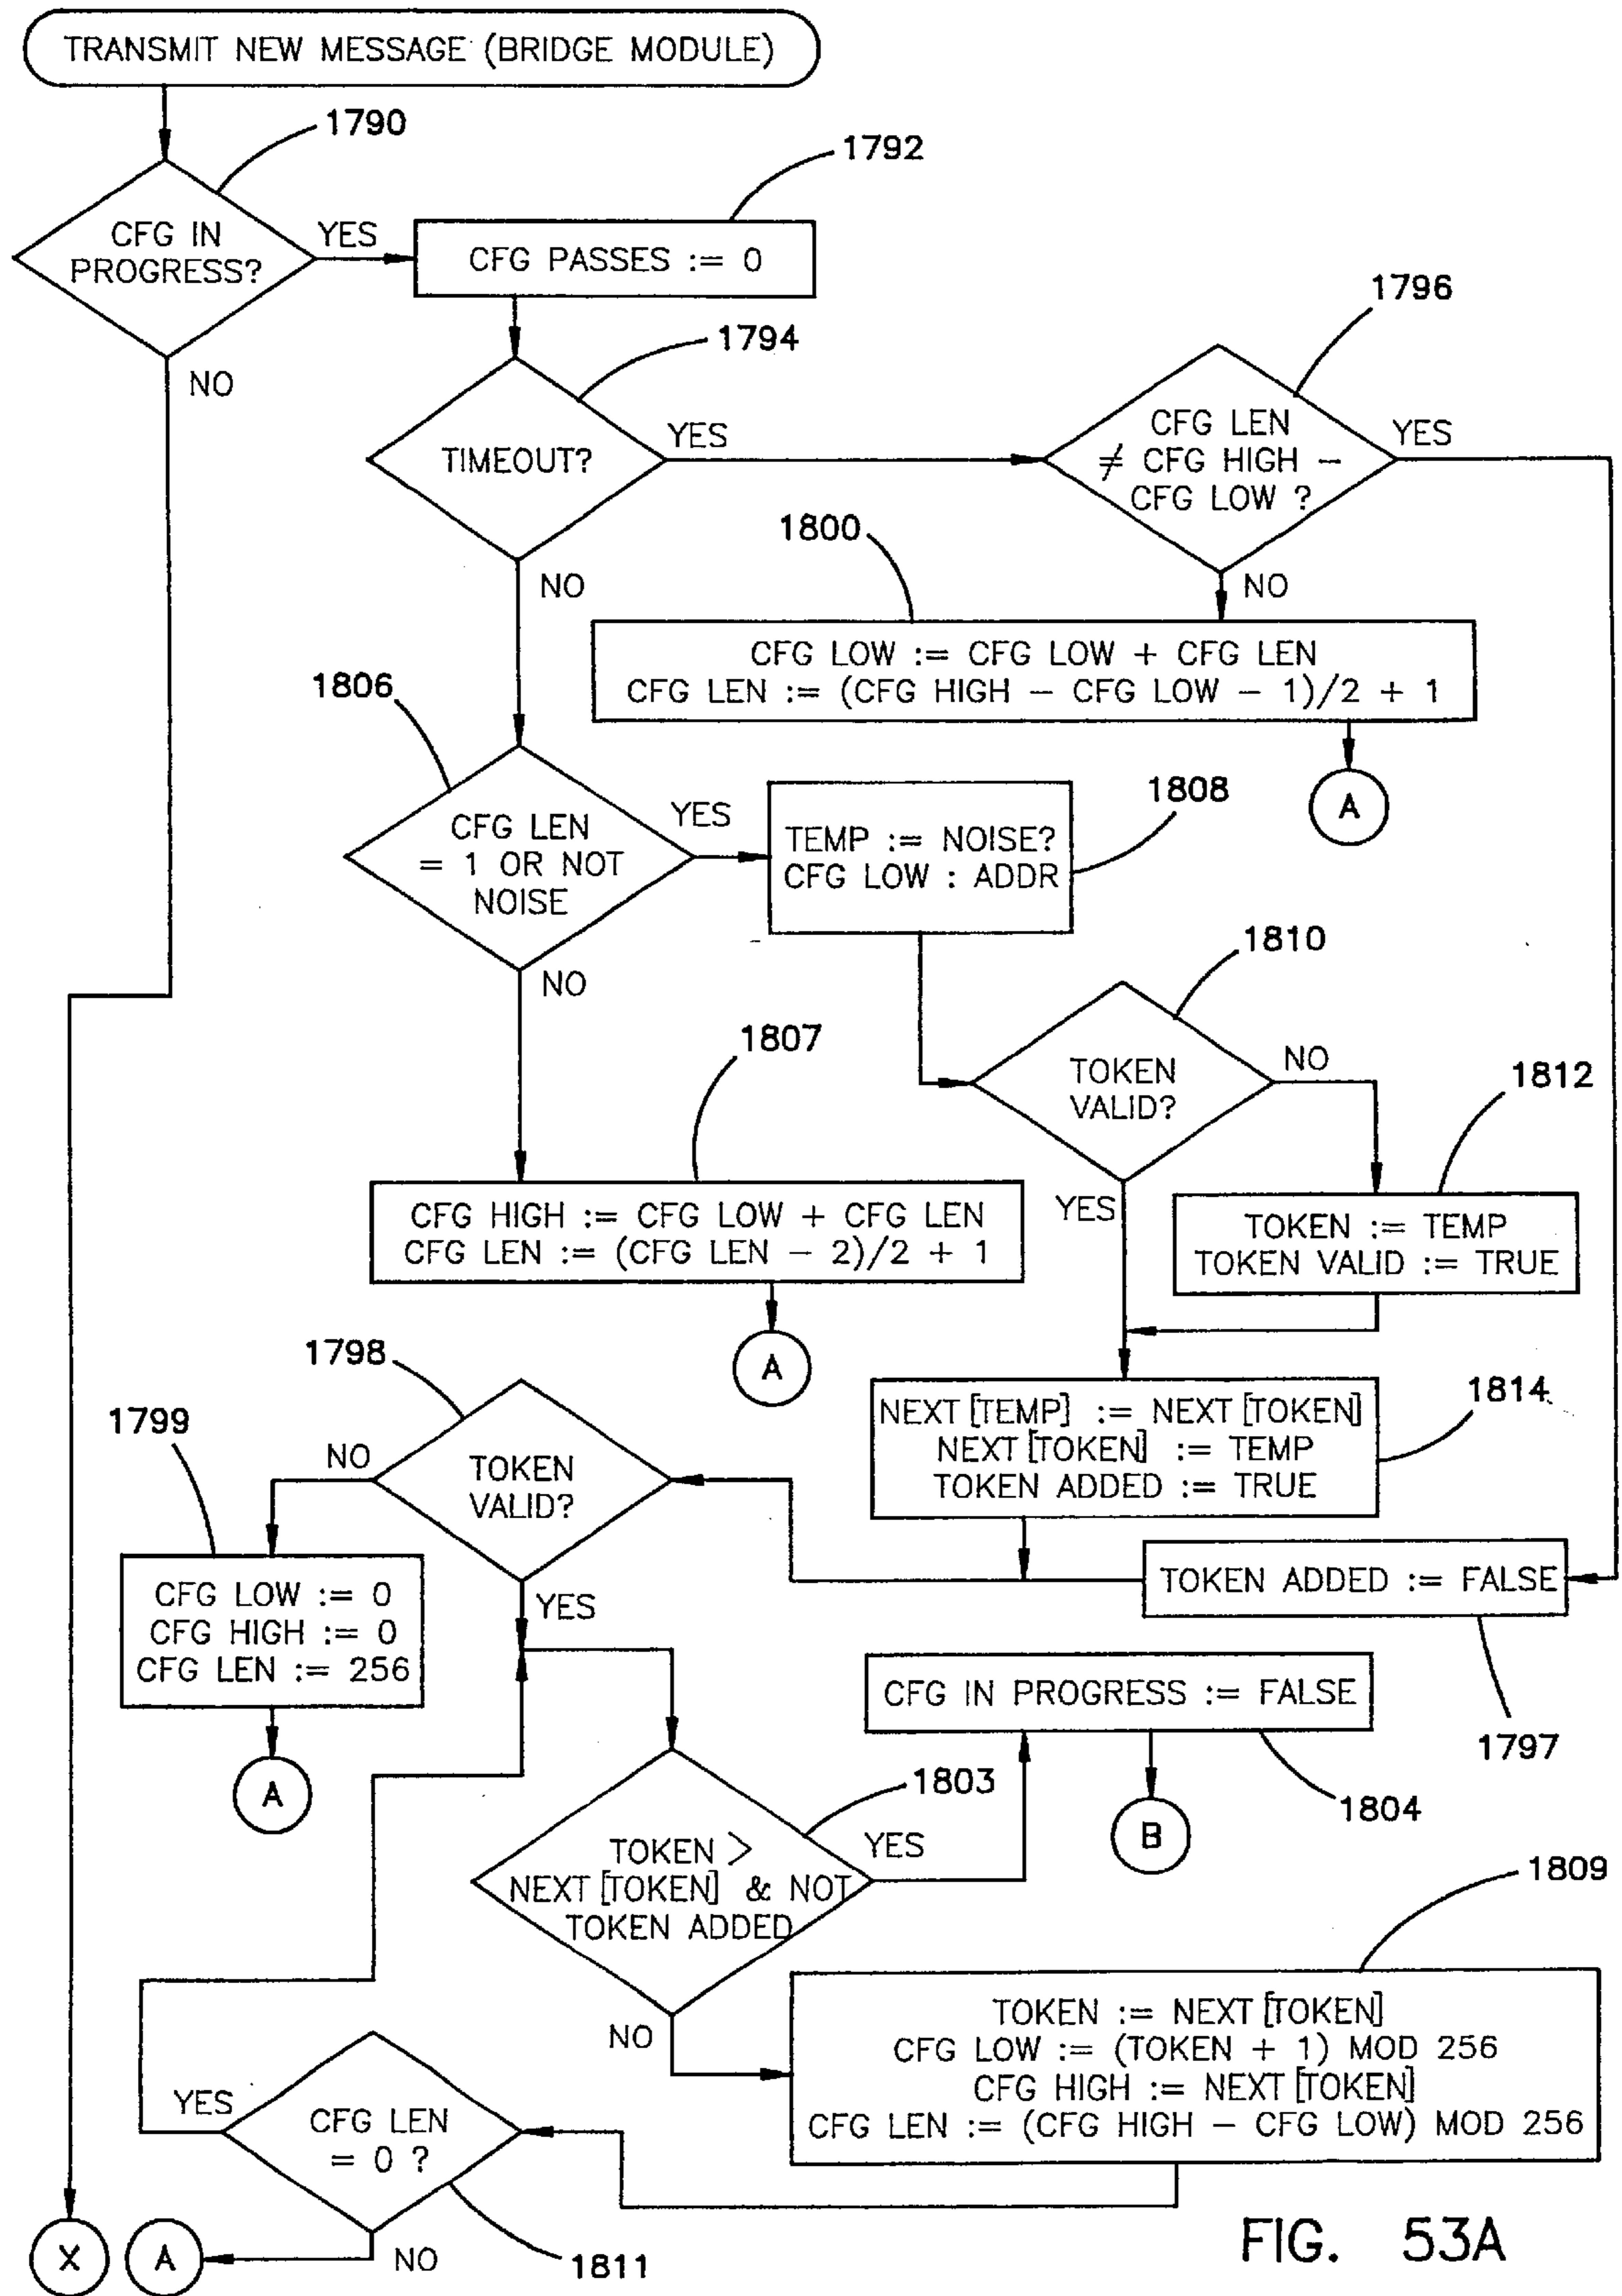 TRANSMIT NEW MESSAGE (BRIDGE MODULE)
1790
1792
CFG IN
PROGRESS?
YES
NO
CFG PASSES := 0
1794
1796
TIMEOUT?
YES
NO
CFG LEN
≠ CFG HIGH –
CFG LOW ?
YES
NO
1800
CFG LOW := CFG LOW + CFG LEN
CFG LEN := (CFG HIGH – CFG LOW – 1)/2 + 1
A
1806
CFG LEN
= 1 OR NOT
NOISE
YES
NO
1808
TEMP := NOISE?
CFG LOW : ADDR
1810
TOKEN
VALID?
NO
YES
1812
TOKEN := TEMP
TOKEN VALID := TRUE
1807
CFG HIGH := CFG LOW + CFG LEN
CFG LEN := (CFG LEN – 2)/2 + 1
A
1814
NEXT [TEMP] := NEXT [TOKEN]
NEXT [TOKEN] := TEMP
TOKEN ADDED := TRUE
1798
TOKEN
VALID?
NO
YES
1799
CFG LOW := 0
CFG HIGH := 0
CFG LEN := 256
A
TOKEN ADDED := FALSE
1797
CFG IN PROGRESS := FALSE
1804
B
1803
TOKEN >
NEXT [TOKEN] & NOT
TOKEN ADDED
YES
NO
1809
TOKEN := NEXT [TOKEN]
CFG LOW := (TOKEN + 1) MOD 256
CFG HIGH := NEXT [TOKEN]
CFG LEN := (CFG HIGH – CFG LOW) MOD 256
CFG LEN
= 0 ?
YES
NO
1811
X
A
FIG. 53A